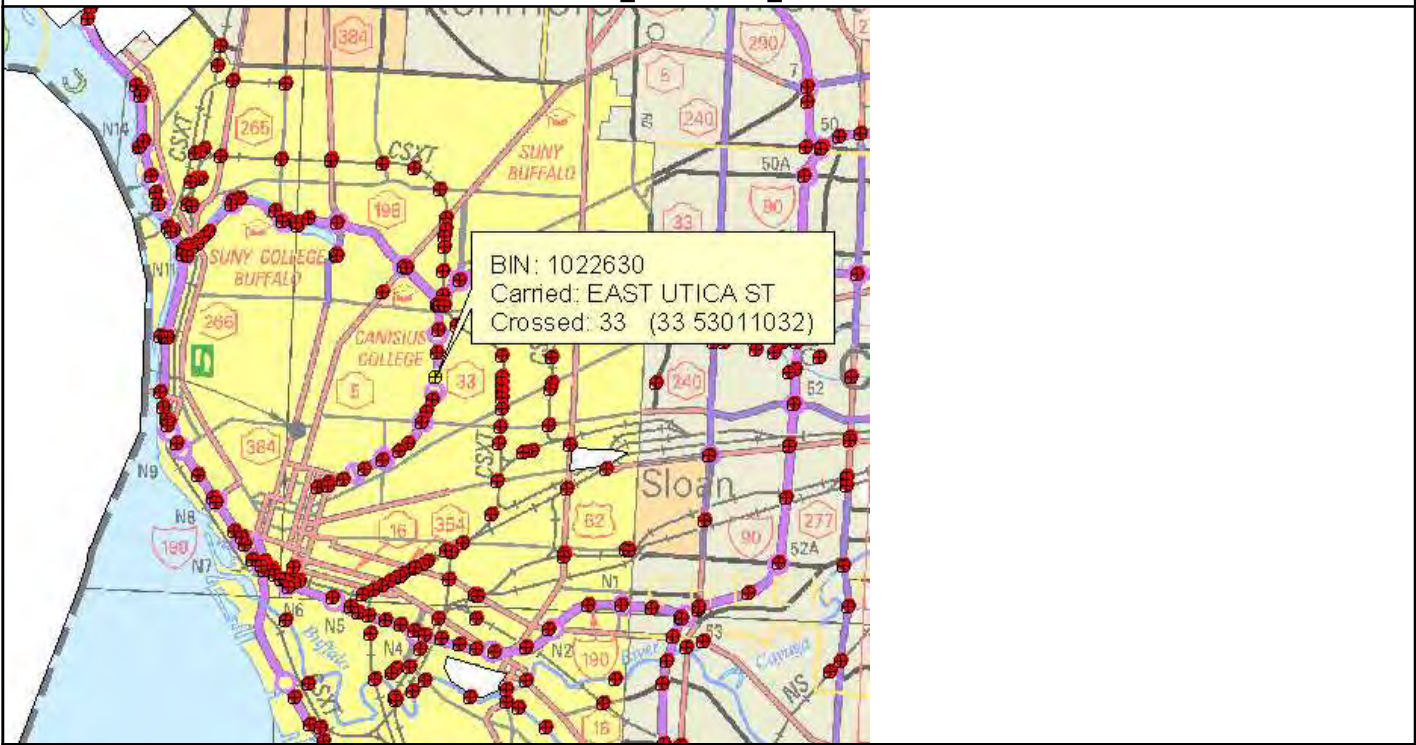 384
290
2
7
5
265
N14
CSXT
240
50
CSXT
SUNY
BUFFALO
50A
90
198
33
SUNY COLLEGE
BUFFALO
N11
BIN: 1022630
Carried: EAST UTICA ST
Crossed: 33 (33 53011032)
266
CANISIUS
COLLEGE
5
33
240
52
384
CSXT
N9
Sloan
N8
16
354
62
277
190
90
N7
52A
N1
N6
N5
N4
N2
190
53
Buffalo
River
Cayuga
CSXT
A/S
16